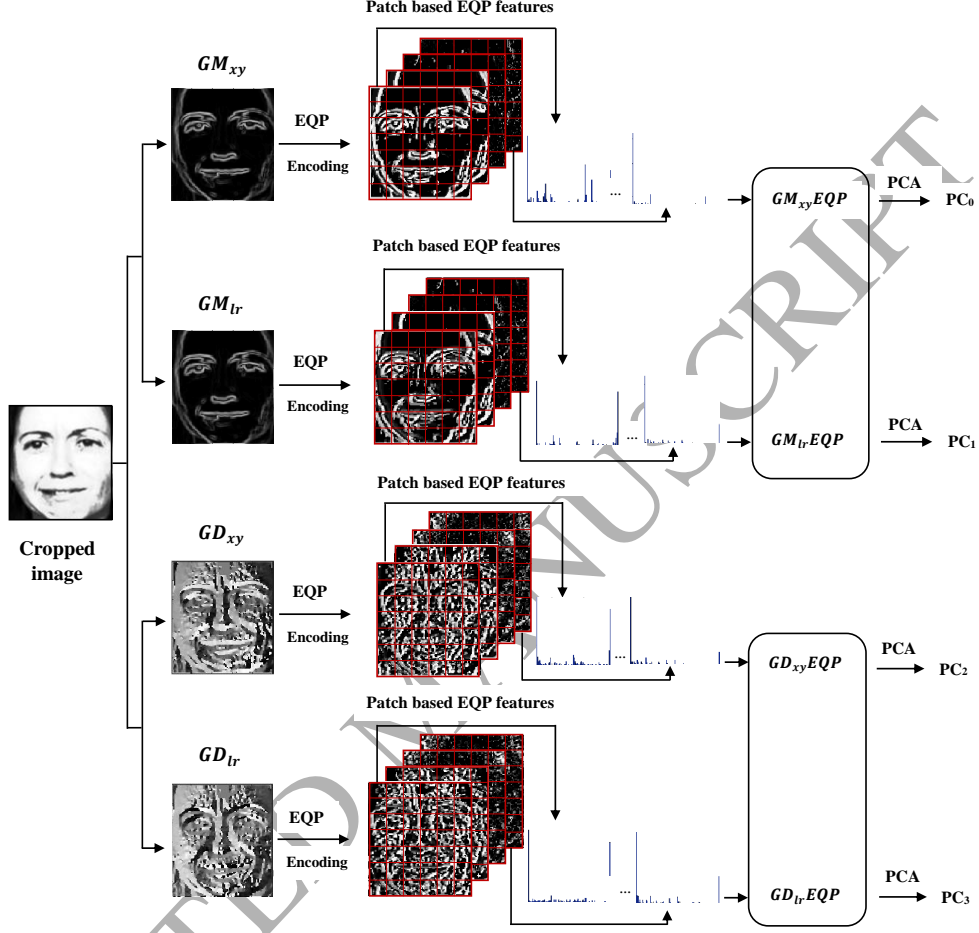 Patch based EQP features
GM_xy
EQP
Encoding
...
GM_xyEQP
PCA
PC₀
Patch based EQP features
GM_lr
EQP
Encoding
...
GM_lrEQP
PCA
PC₁
Cropped
image
Patch based EQP features
GD_xy
EQP
Encoding
...
GD_xyEQP
PCA
PC₂
Patch based EQP features
GD_lr
EQP
Encoding
...
GD_lrEQP
PCA
PC₃
TED MANUSCRIPT